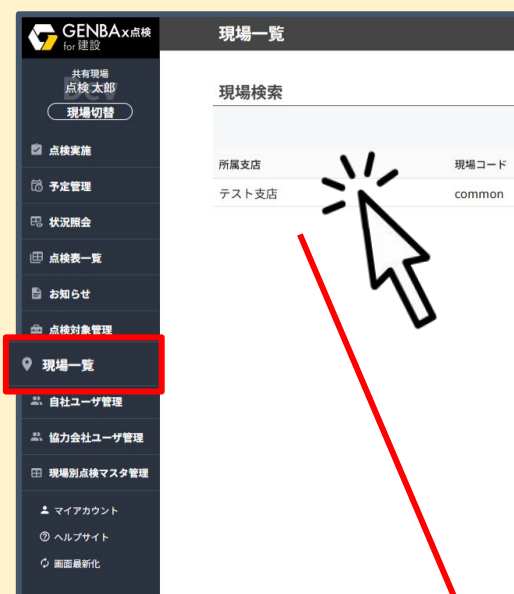 GENBAx点検
for 建設
共有現場
点検 太郎
現場切替
点検実施
予定管理
状況照会
点検表一覧
お知らせ
点検対象管理
現場一覧
自社ユーザ管理
協力会社ユーザ管理
現場別点検マスタ管理
マイアカウント
ヘルプサイト
画面最新化
現場一覧
現場検索
所属支店 現場コード
テスト支店 common